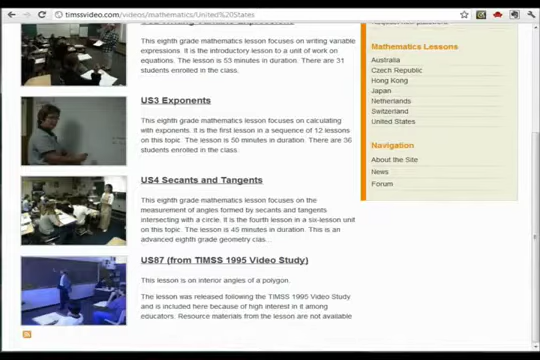 timssvideo.com/videos/mathematics/United%20States
This eighth grade mathematics lesson focuses on writing variable
expressions. It is the introductory lesson to a unit of work on
equations. The lesson is 53 minutes in duration. There are 31
students enrolled in the class.
US3 Exponents
This eighth grade mathematics lesson focuses on calculating
with exponents. It is the first lesson in a sequence of 12 lessons
on this topic. The lesson is 50 minutes in duration. There are 36
students enrolled in the class.
US4 Secants and Tangents
This eighth grade mathematics lesson focuses on the
measurement of angles formed by secants and tangents
intersecting with a circle. It is the fourth lesson in a six-lesson unit
on this topic. The lesson is 45 minutes in duration. This is an
advanced eighth grade geometry clas...
US87 (from TIMSS 1995 Video Study)
This lesson is on interior angles of a polygon.
The lesson was released following the TIMSS 1995 Video Study
and is included here because of high interest in it among
educators. Resource materials from the lesson are not available
Mathematics Lessons
Australia
Czech Republic
Hong Kong
Japan
Netherlands
Switzerland
United States
Navigation
About the Site
News
Forum